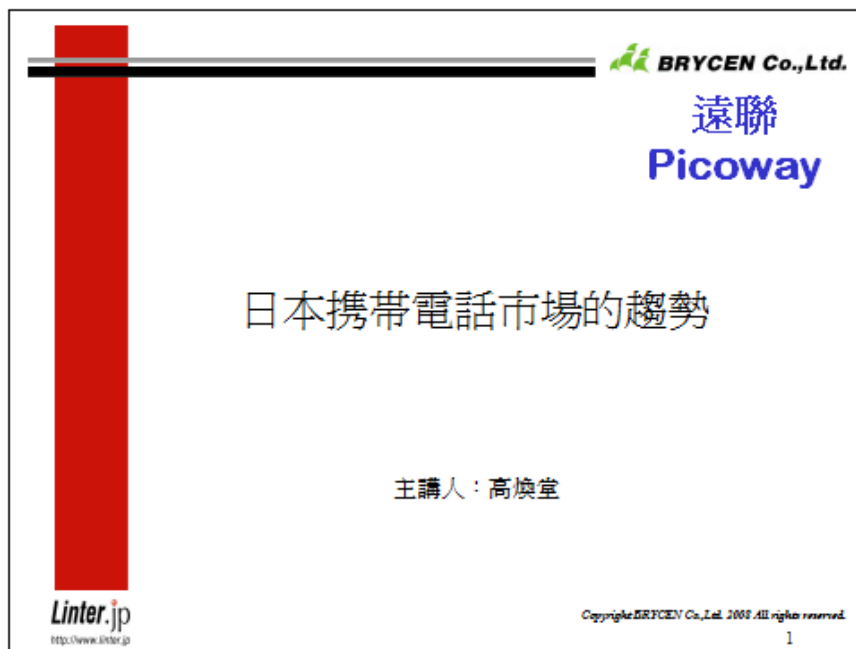 BRYCEN Co.,Ltd.
遠聯
Picoway
日本携帯電話市場的趨勢
主講人：高煥堂
Linter.jp
http://www.linter.jp
Copyright BRYCEN Co.,Ltd. 2008 All rights reserved.
1